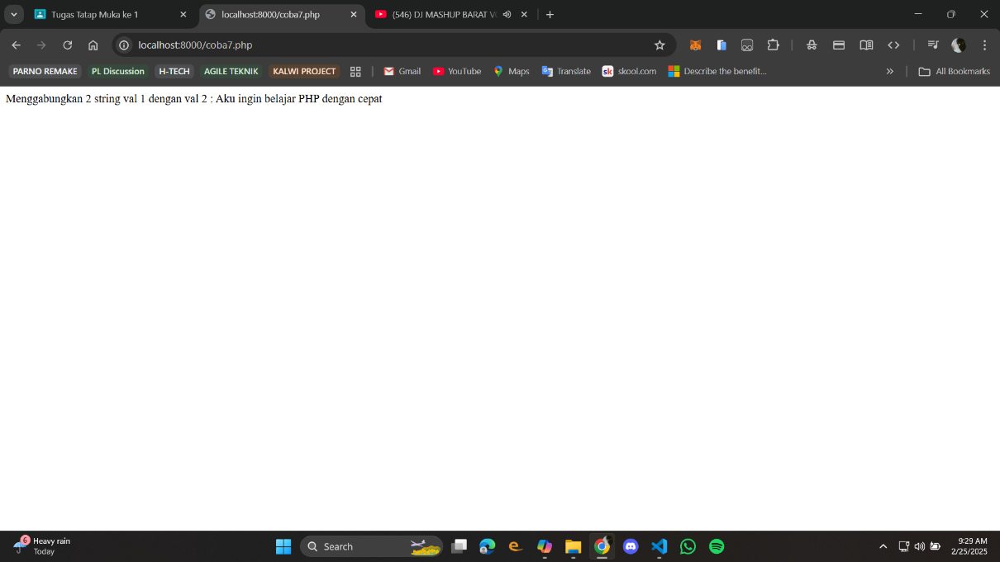 Tugas Tatap Muka ke 1
localhost:8000/coba7.php
(546) DJ MASHUP BARAT
localhost:8000/coba7.php
PARNO REMAKE
PL Discussion
H-TECH
AGILE TEKNIK
KALWI PROJECT
Gmail
YouTube
Maps
Translate
sk
skool.com
Describe the benefit...
All Bookmarks
Menggabungkan 2 string val 1 dengan val 2 : Aku ingin belajar PHP dengan cepat
6
Heavy rain
Today
Search
9:29 AM
2/25/2025